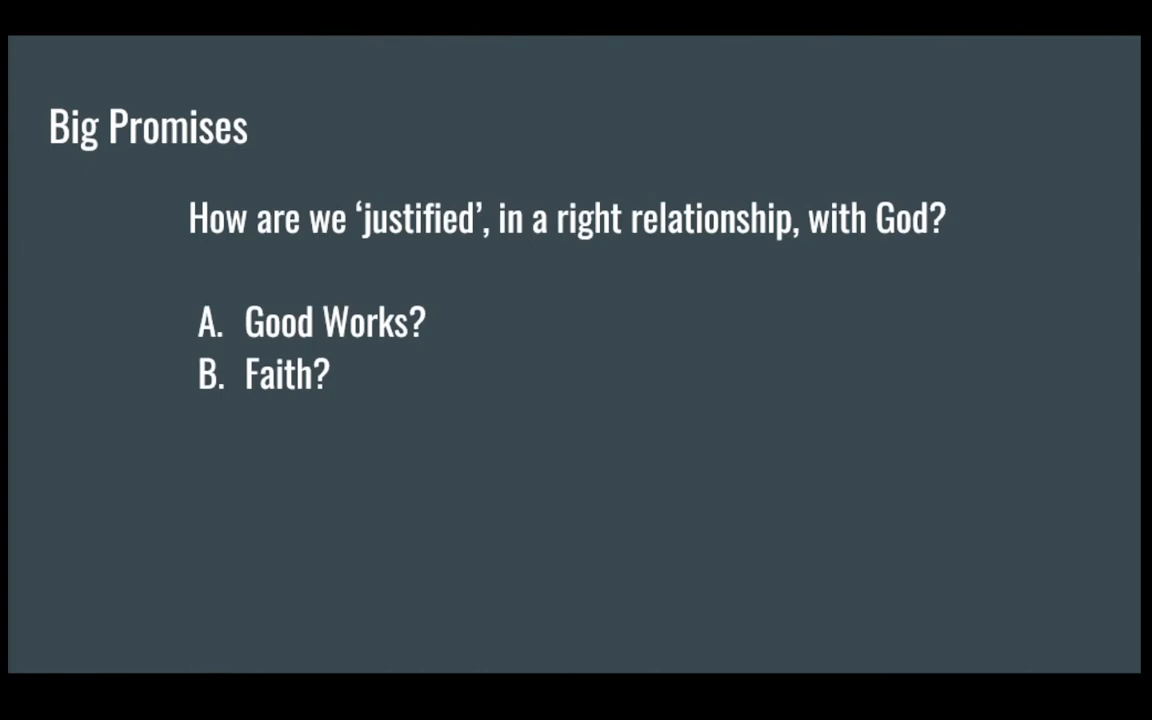 Big Promises
How are we ‘justified’, in a right relationship, with God?
A. Good Works?
B. Faith?